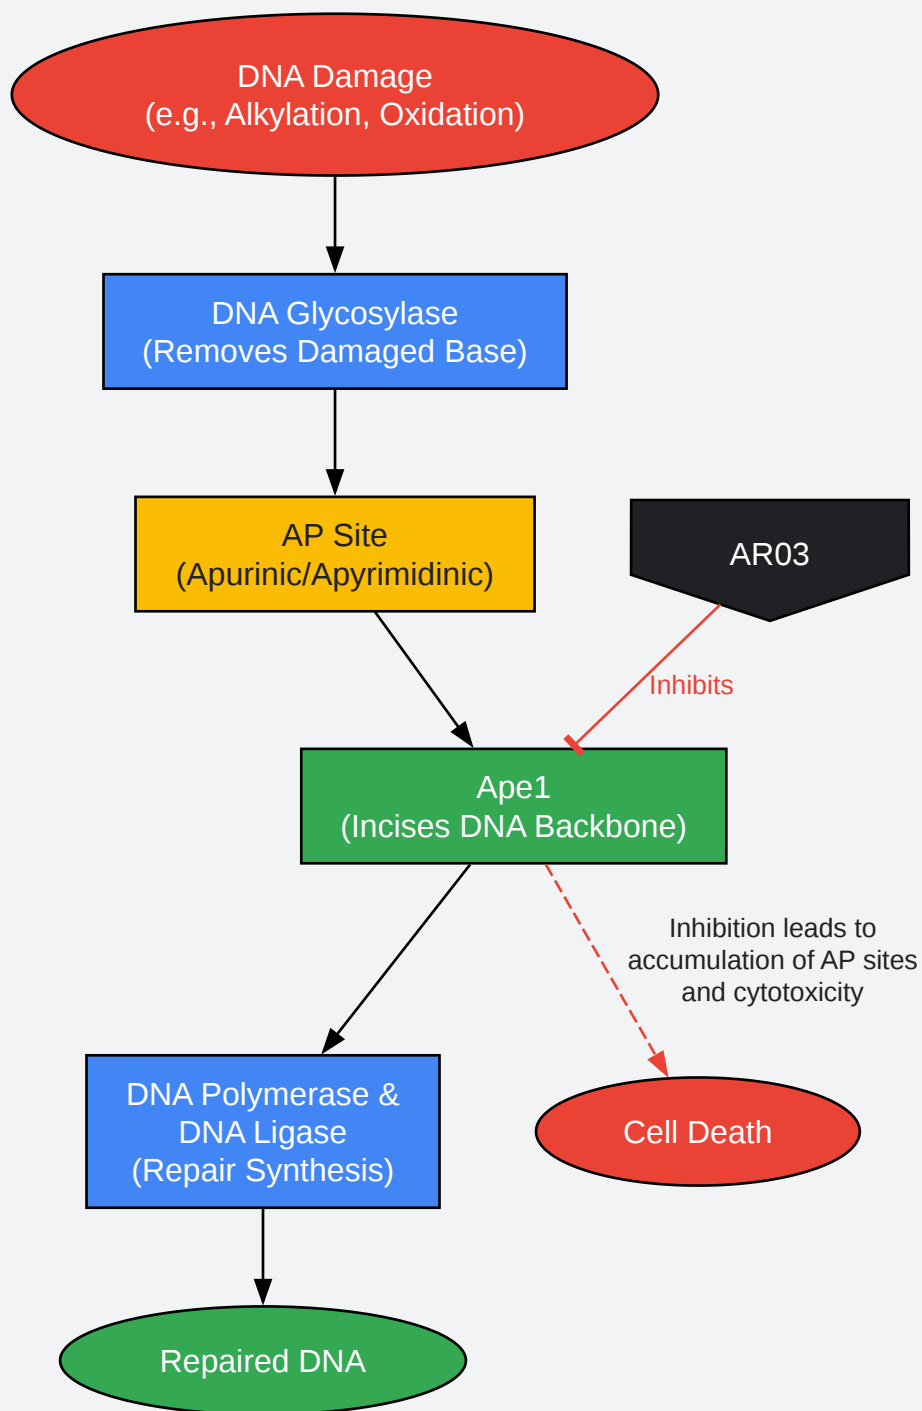 DNA Damage
(e.g., Alkylation, Oxidation)
DNA Glycosylase
(Removes Damaged Base)
AP Site
(Apurinic/Apyrimidinic)
AR03
Inhibits
Ape1
(Incises DNA Backbone)
Inhibition leads to
accumulation of AP sites
and cytotoxicity
DNA Polymerase &
DNA Ligase
(Repair Synthesis)
Cell Death
Repaired DNA